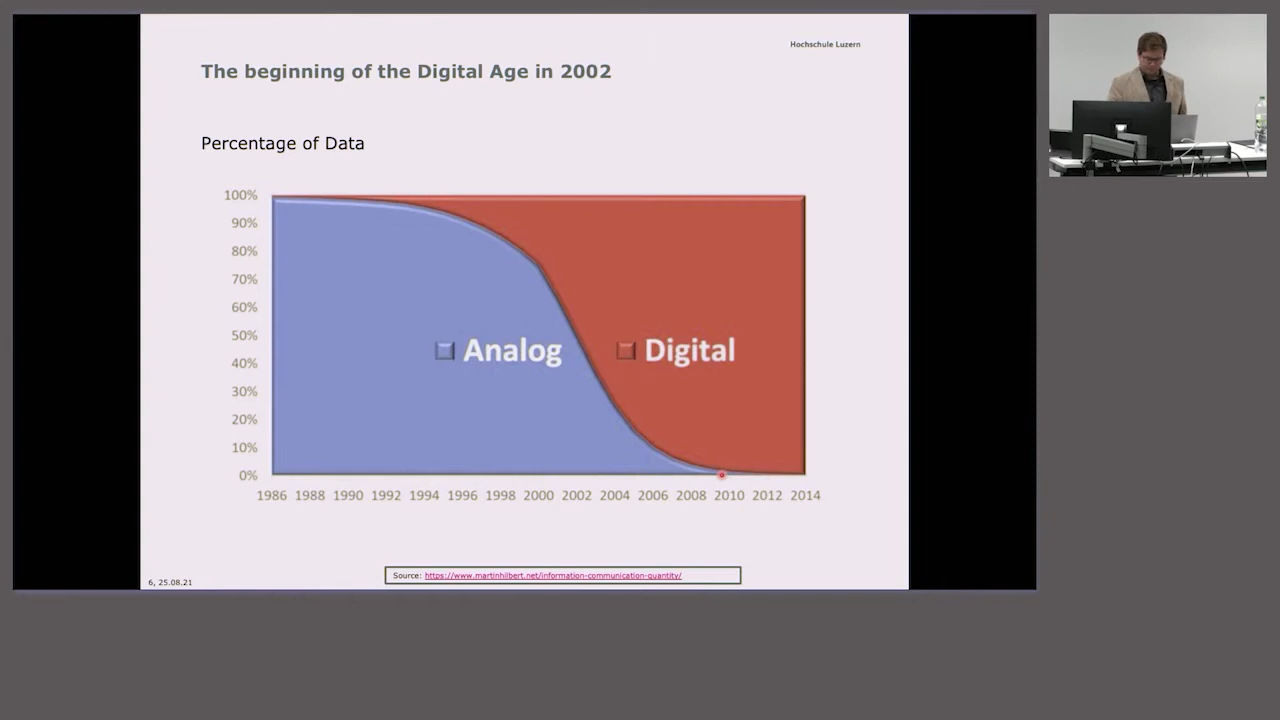 Hochschule Luzern
The beginning of the Digital Age in 2002
Percentage of Data
100%
90%
80%
70%
60%
50%
40%
30%
20%
10%
0%
Analog
Digital
1986 1988 1990 1992 1994 1996 1998 2000 2002 2004 2006 2008 2010 2012 2014
Source: https://www.martinhilbert.net/information-communication-quantity/
6, 25.08.21